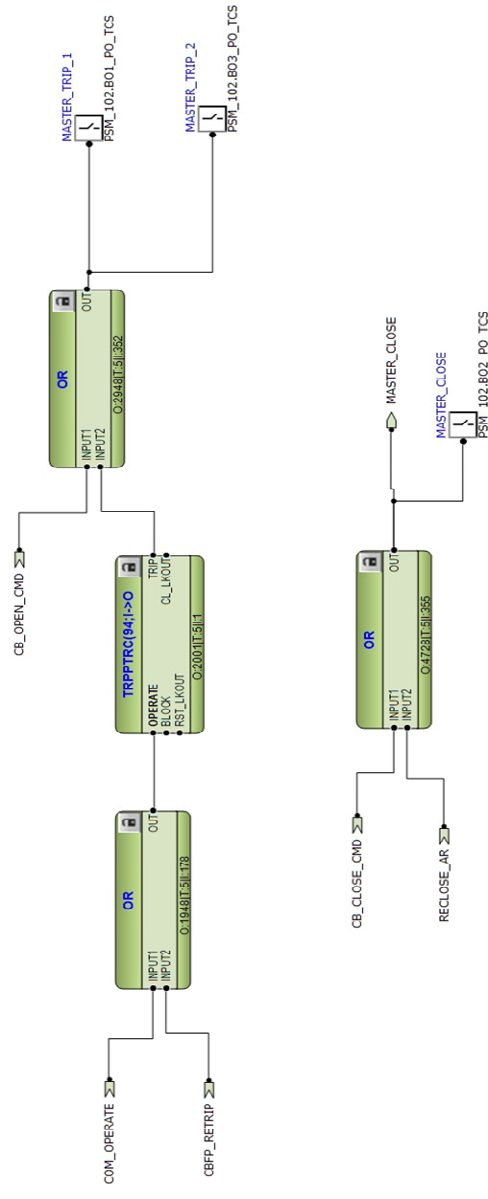 COM_OPERATE
CBFP_RETRIP
OR
INPUT1
INPUT2
OUT
O:1948|T:5|I:178
TRPPTRC(94;I->O
OPERATE
BLOCK
RST_LKOUT
TRIP
CL_LKOUT
O:2001|T:5|I:1
CB_OPEN_CMD
OR
INPUT1
INPUT2
OUT
O:2948|T:5|I:352
MASTER_TRIP_1
PSM_102.BO1_PO_TCS
MASTER_TRIP_2
PSM_102.BO3_PO_TCS
CB_CLOSE_CMD
RECLOSE_AR
OR
INPUT1
INPUT2
OUT
O:4728|T:5|I:355
MASTER_CLOSE
MASTER_CLOSE
PSM_102.BO2_PO_TCS